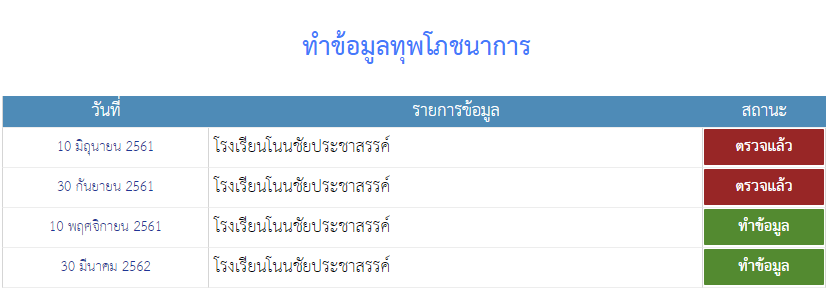 ทำข้อมูลทุพโภชนาการ
วันที่ รายการข้อมูล สถานะ
10 มิถุนายน 2561 โรงเรียนโนนชัยประชาสรรค์ ตรวจแล้ว
30 กันยายน 2561 โรงเรียนโนนชัยประชาสรรค์ ตรวจแล้ว
10 พฤศจิกายน 2561 โรงเรียนโนนชัยประชาสรรค์ ทำข้อมูล
30 มีนาคม 2562 โรงเรียนโนนชัยประชาสรรค์ ทำข้อมูล